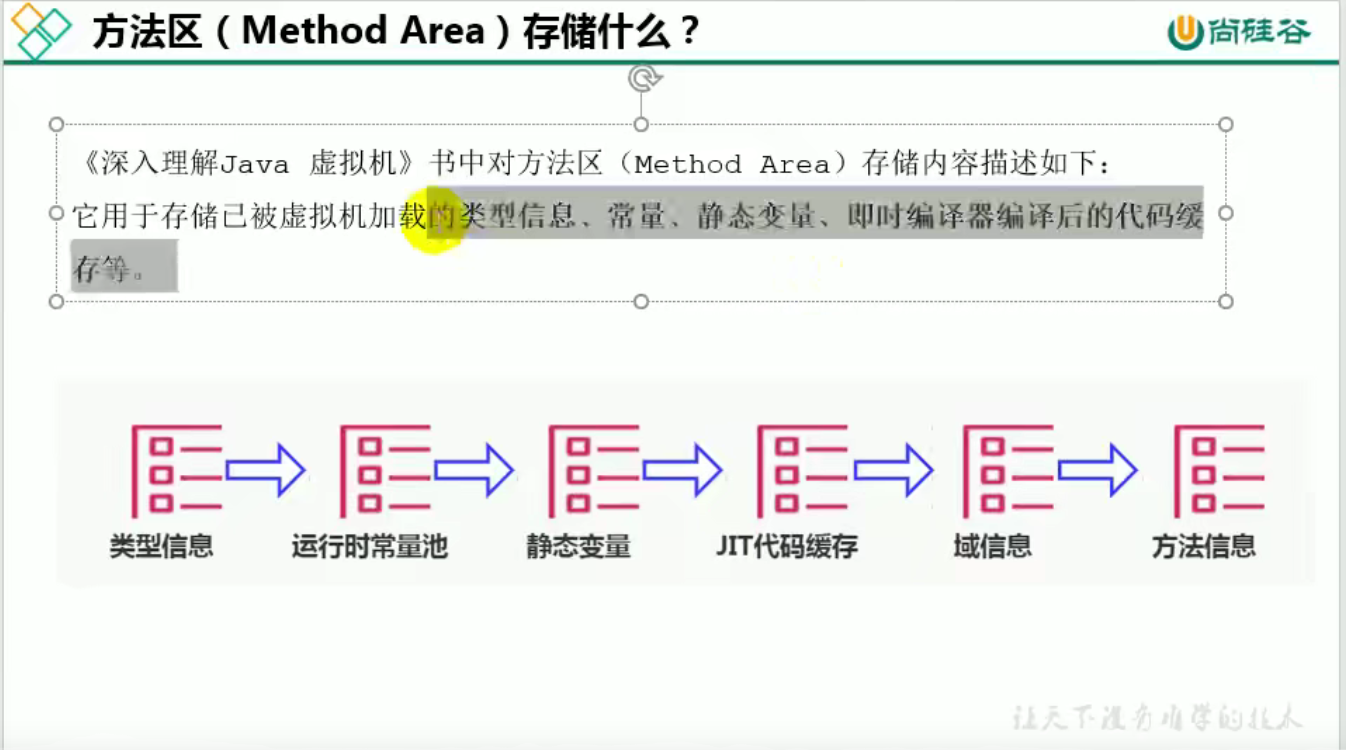 方法区（Method Area）存储什么？
尚硅谷
《深入理解Java 虚拟机》书中对方法区（Method Area）存储内容描述如下：
它用于存储已被虚拟机加载的类型信息、常量、静态变量、即时编译器编译后的代码缓
存等。
类型信息
运行时常量池
静态变量
JIT代码缓存
域信息
方法信息
让天下没有难学的技术